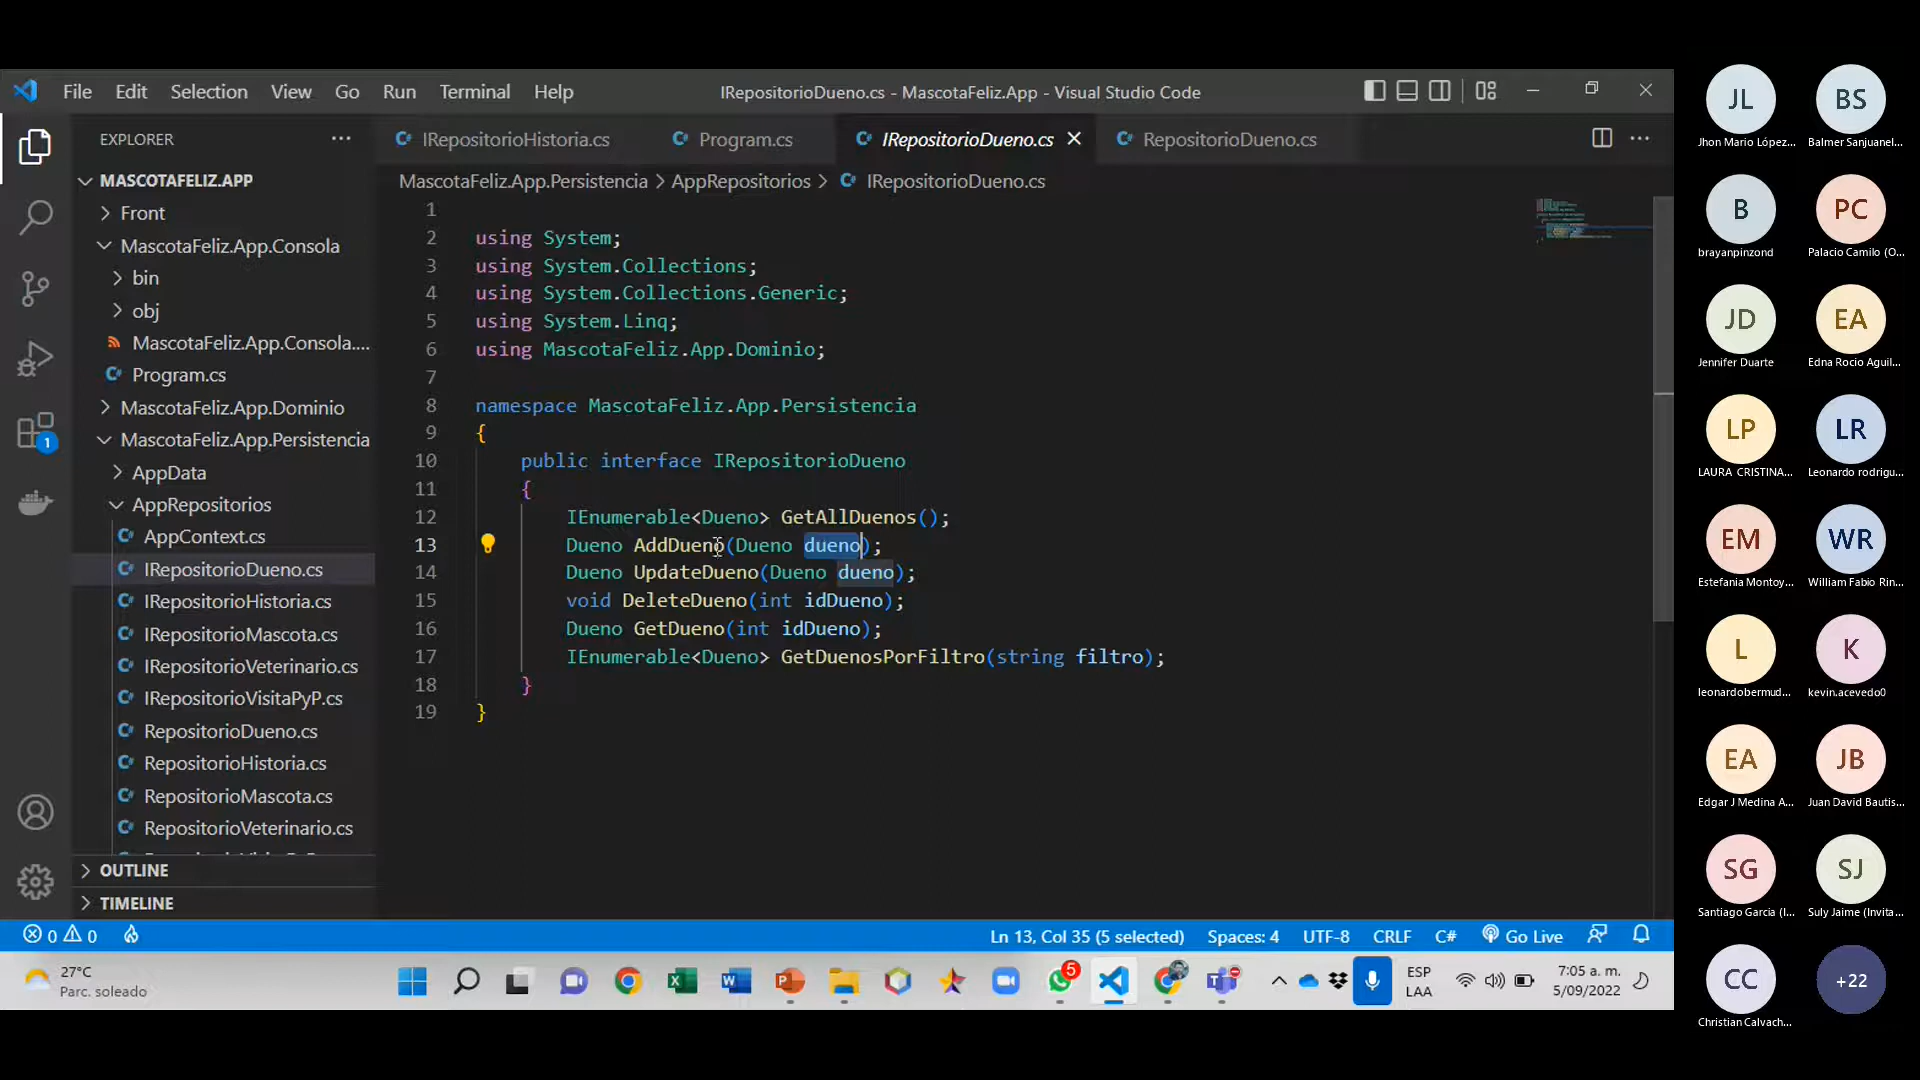 File Edit Selection View Go Run Terminal Help
IRepositorioDueno.cs - MascotaFeliz.App - Visual Studio Code
EXPLORER
MASCOTAFELIZ.APP
Front
MascotaFeliz.App.Consola
bin
obj
MascotaFeliz.App.Consola....
Program.cs
MascotaFeliz.App.Dominio
MascotaFeliz.App.Persistencia
AppData
AppRepositorios
AppContext.cs
IRepositorioDueno.cs
IRepositorioHistoria.cs
IRepositorioMascota.cs
IRepositorioVeterinario.cs
IRepositorioVisitaPyP.cs
RepositorioDueno.cs
RepositorioHistoria.cs
RepositorioMascota.cs
RepositorioVeterinario.cs
OUTLINE
TIMELINE
1
IRepositorioHistoria.cs Program.cs IRepositorioDueno.cs RepositorioDueno.cs
MascotaFeliz.App.Persistencia > AppRepositorios > IRepositorioDueno.cs
1
2 using System;
3 using System.Collections;
4 using System.Collections.Generic;
5 using System.Linq;
6 using MascotaFeliz.App.Dominio;
7
8 namespace MascotaFeliz.App.Persistencia
9 {
10 public interface IRepositorioDueno
11 {
12 IEnumerable<Dueno> GetAllDuenos();
13 Dueno AddDueno(Dueno dueno);
14 Dueno UpdateDueno(Dueno dueno);
15 void DeleteDueno(int idDueno);
16 Dueno GetDueno(int idDueno);
17 IEnumerable<Dueno> GetDuenosPorFiltro(string filtro);
18 }
19 }
0 0
Ln 13, Col 35 (5 selected) Spaces: 4 UTF-8 CRLF C# Go Live
27°C
Parc. soleado
5
ESP
LAA
7:05 a. m.
5/09/2022
JL BS
Jhon Mario López... Balmer Sanjuanel...
B PC
brayanpinzond Palacio Camilo (O...
JD EA
Jennifer Duarte Edna Rocio Aguil...
LP LR
LAURA CRISTINA... Leonardo rodrigu...
EM WR
Estefania Montoy... William Fabio Rin...
L K
leonardobermud... kevin.acevedo0
EA JB
Edgar J Medina A... Juan David Bautis...
SG SJ
Santiago Garcia (I... Suly Jaime (Invita...
CC +22
Christian Calvach...